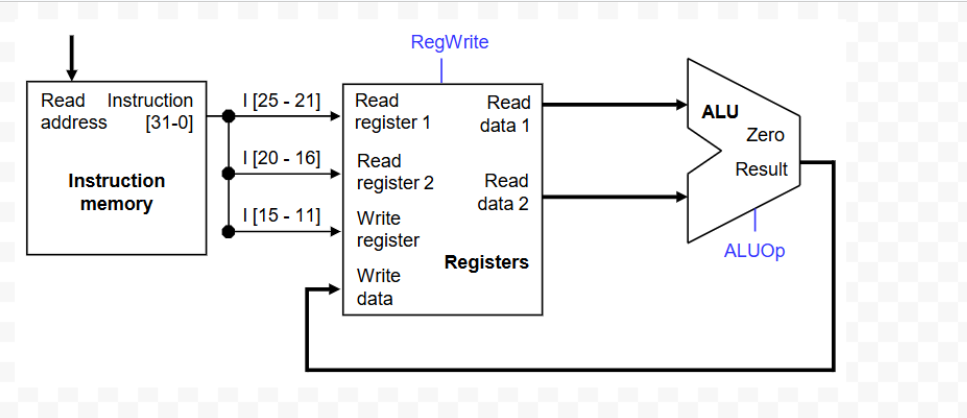 RegWrite
Read Instruction
address [31-0]
Instruction
memory
I [25 - 21]
I [20 - 16]
I [15 - 11]
Read
register 1
Read
register 2
Write
register
Write
data
Read
data 1
Read
data 2
Registers
ALU
Zero
Result
ALUOp